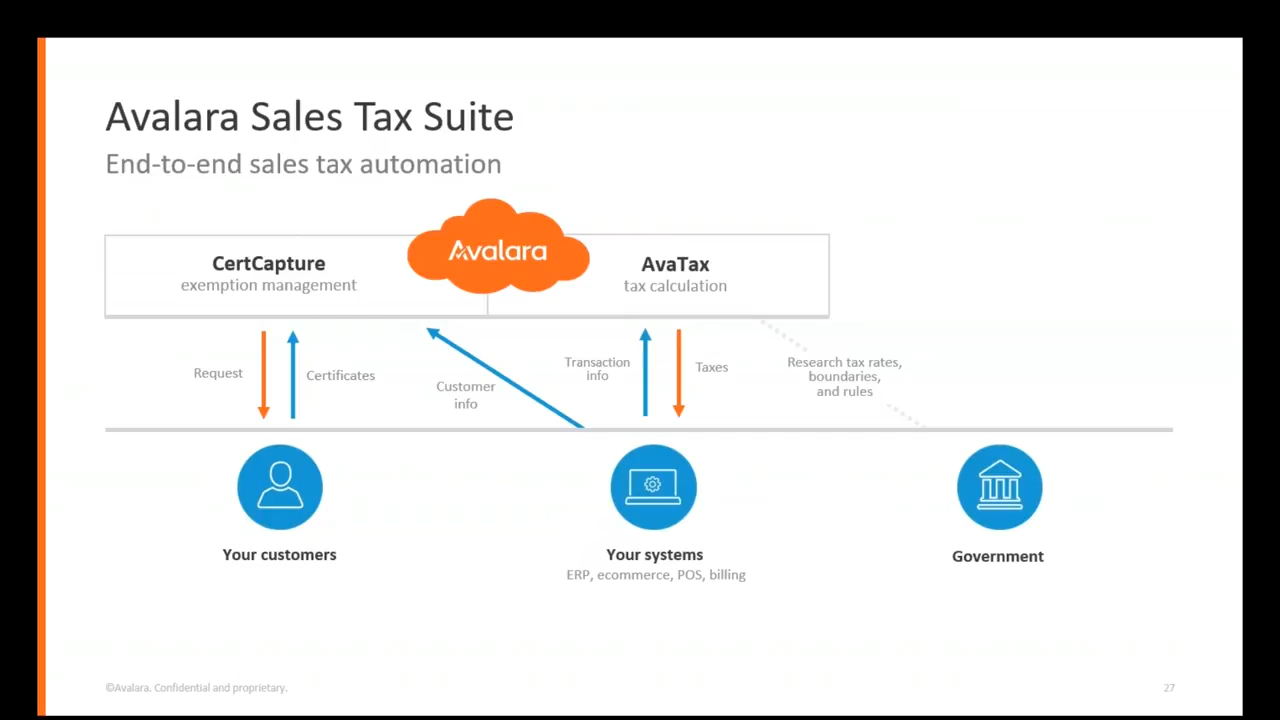 Avalara Sales Tax Suite
End-to-end sales tax automation
Avalara
CertCapture
exemption management
AvaTax
tax calculation
Request
Certificates
Customer
info
Transaction
info
Taxes
Research tax rates,
boundaries,
and rules
Your customers
Your systems
ERP, ecommerce, POS, billing
Government
©Avalara. Confidential and proprietary.
27